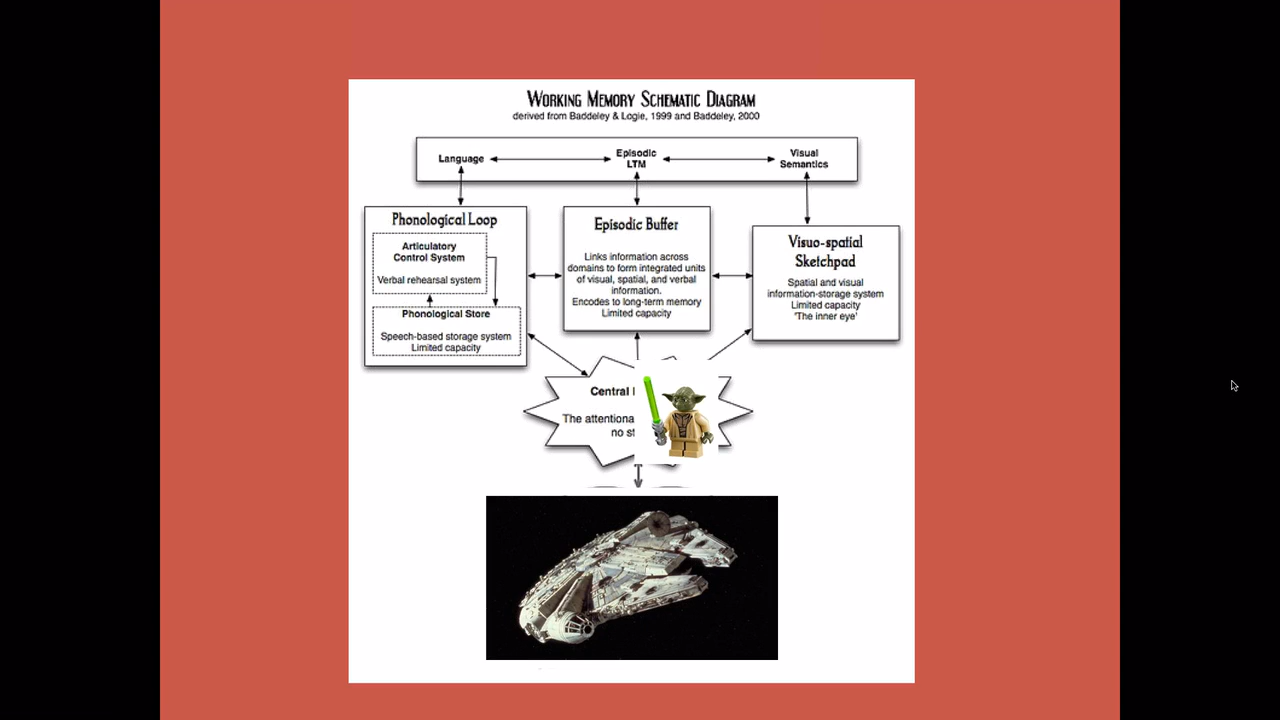 WORKING MEMORY SCHEMATIC DIAGRAM
derived from Baddeley & Logie, 1999 and Baddeley, 2000
Language
Episodic
LTM
Visual
Semantics
Phonological Loop
Articulatory
Control System
Verbal rehearsal system
Phonological Store
Speech-based storage system
Limited capacity
Episodic Buffer
Links information across
domains to form integrated units
of visual, spatial, and verbal
information.
Encodes to long-term memory
Limited capacity
Visuo-spatial
Sketchpad
Spatial and visual
information-storage system
Limited capacity
'The inner eye'
Central
The attentiona
no st